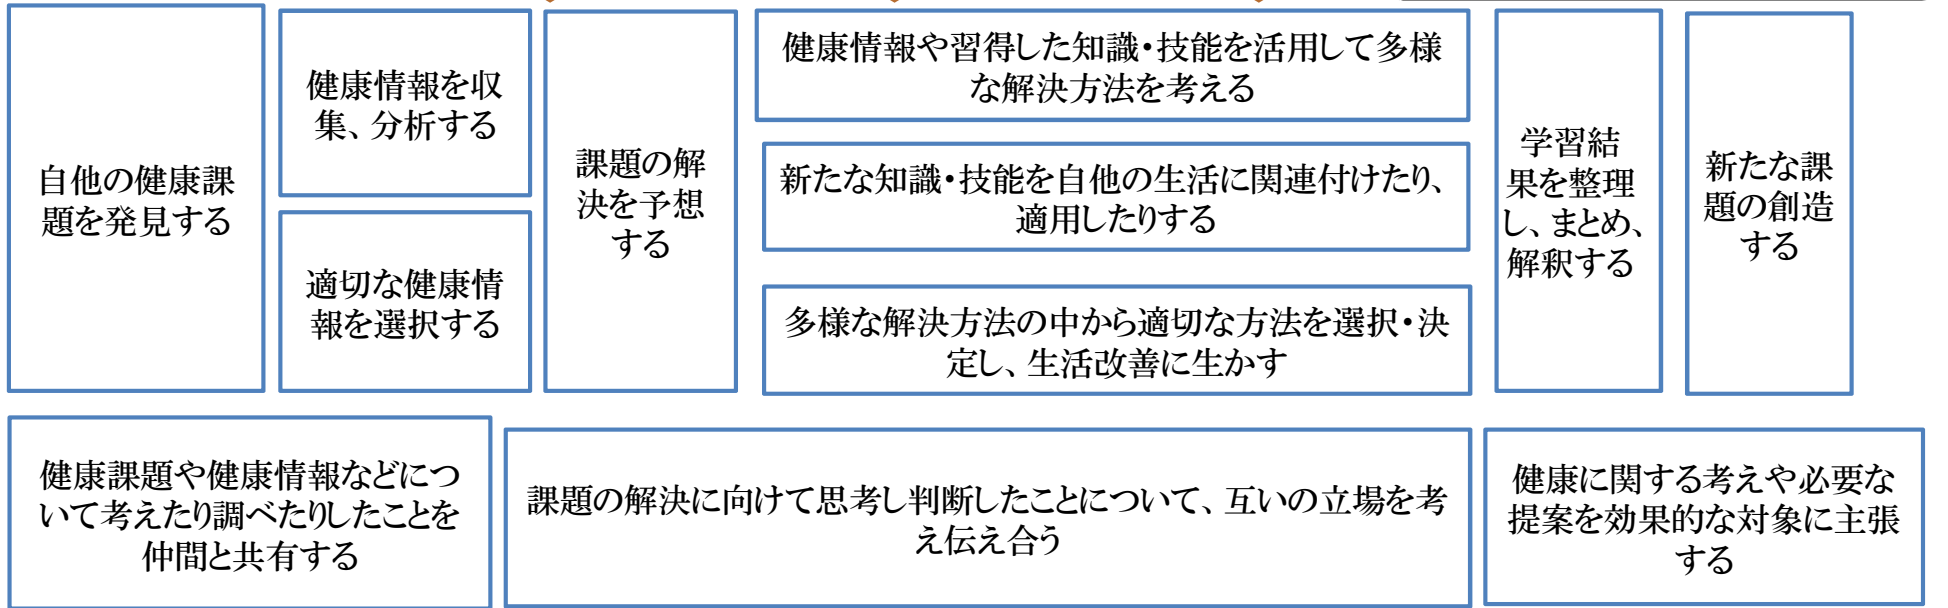 自他の健康課
題を発見する
健康情報を収
集、分析する
適切な健康情
報を選択する
課題の解
決を予想
する
健康情報や習得した知識・技能を活用して多様
な解決方法を考える
新たな知識・技能を自他の生活に関連付けたり、
適用したりする
多様な解決方法の中から適切な方法を選択・決
定し、生活改善に生かす
学習結
果を整理
し、まとめ、
解釈する
新たな課
題の創造
する
健康課題や健康情報などにつ
いて考えたり調べたりしたことを
仲間と共有する
課題の解決に向けて思考し判断したことについて、互いの立場を考
え伝え合う
健康に関する考えや必要な
提案を効果的な対象に主張
する